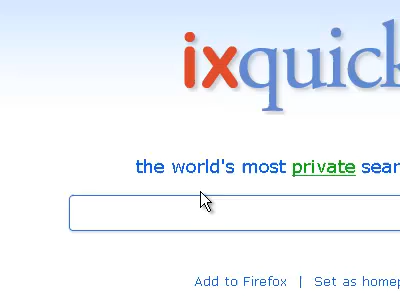 ixquick
the world's most private sear
Add to Firefox | Set as homep